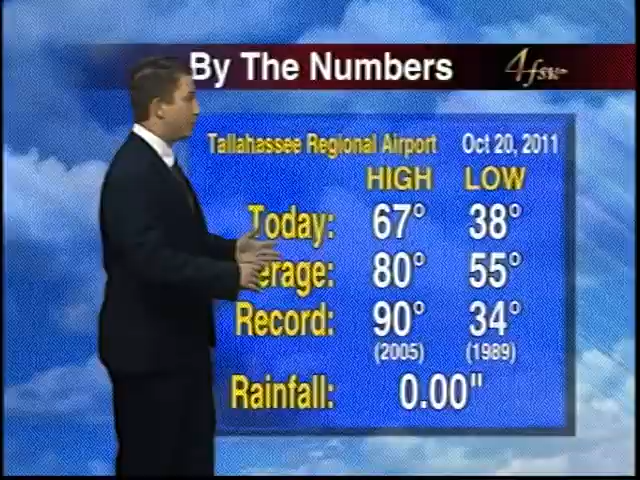 By The Numbers
4fsu
Tallahassee Regional Airport Oct 20, 2011
HIGH LOW
Today: 67° 38°
erage: 80° 55°
Record: 90° 34°
(2005) (1989)
Rainfall: 0.00"